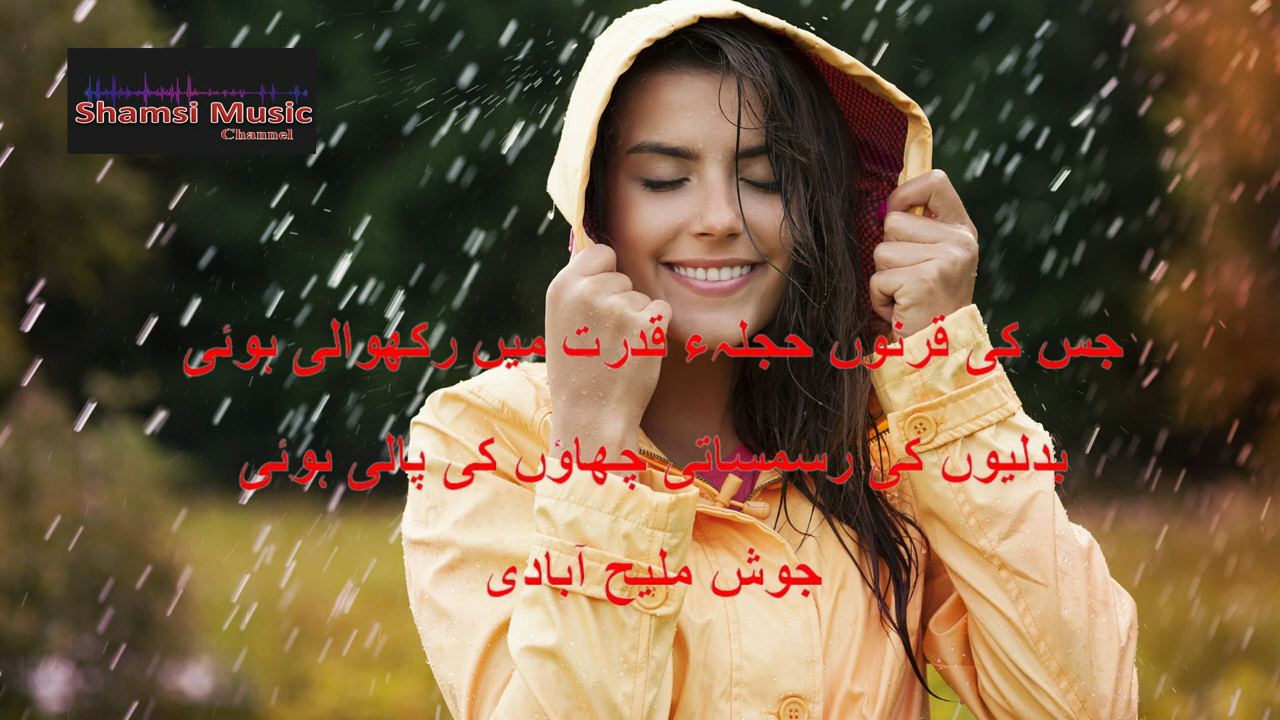 Shamsi Music
Channel
جس کی قرنوں حجلہء قدرت میں رکھوالی ہوئی
بدلیوں کی رسمساتی چھاؤں کی پالی ہوئی
جوش ملیح آبادی